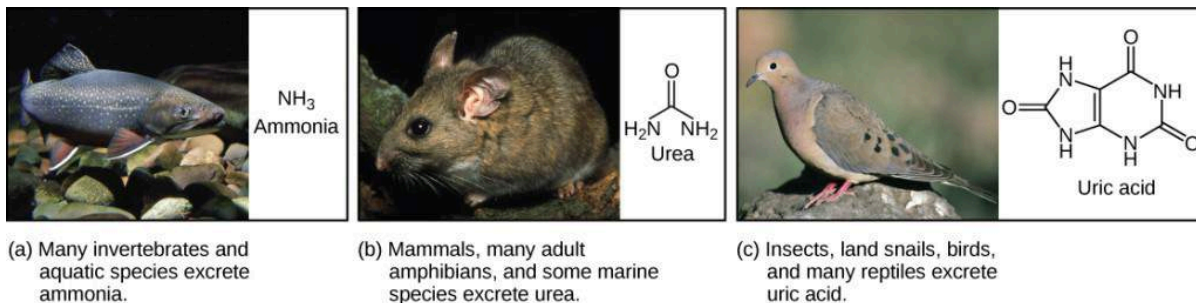 NH3
Ammonia
O
H2N NH2
Urea
O
H
N
O
NH
N
H
N
H
O
Uric acid
(a) Many invertebrates and
aquatic species excrete
ammonia.
(b) Mammals, many adult
amphibians, and some marine
species excrete urea.
(c) Insects, land snails, birds,
and many reptiles excrete
uric acid.